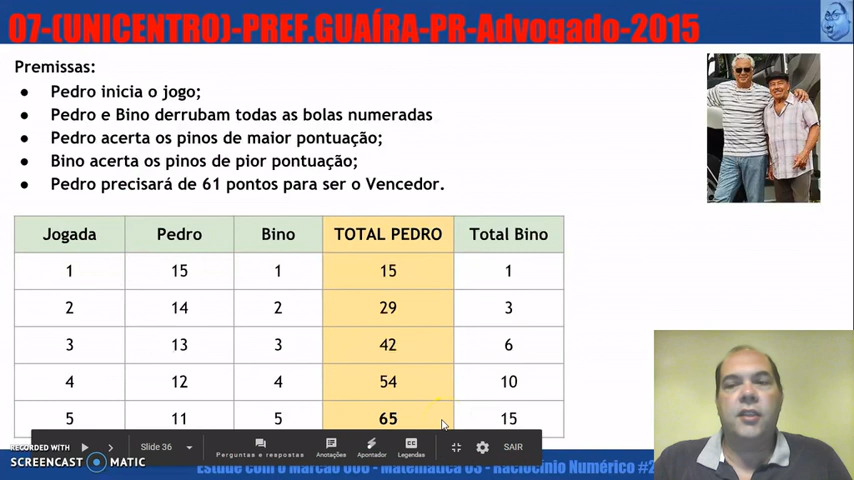 07-(UNICENTRO)-PREF.GUAÍRA-PR-Advogado-2015
Premissas:
● Pedro inicia o jogo;
● Pedro e Bino derrubam todas as bolas numeradas
● Pedro acerta os pinos de maior pontuação;
● Bino acerta os pinos de pior pontuação;
● Pedro precisará de 61 pontos para ser o Vencedor.
Jogada Pedro Bino TOTAL PEDRO Total Bino
1 15 1 15 1
2 14 2 29 3
3 13 3 42 6
4 12 4 54 10
5 11 5 65 15
Slide 36 Perguntas e respostas Anotações Apontador Legendas SAIR
RECORDED WITH
SCREENCAST MATIC
Estude com o Marcão 006 - Matemática 03 - Raciocínio Numérico #2